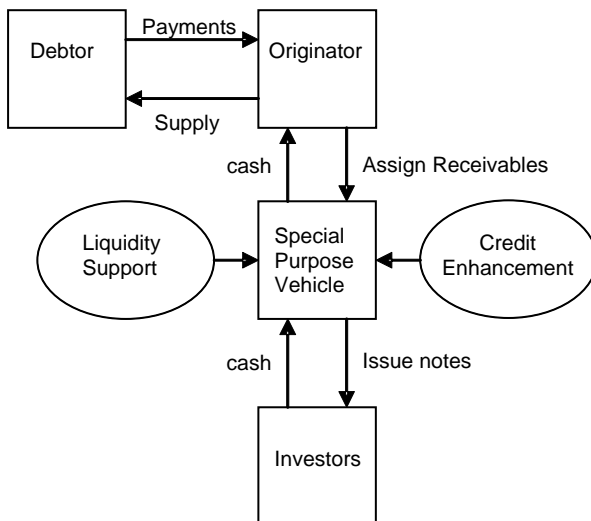 Payments
Debtor
Originator
Supply
cash
Assign Receivables
Liquidity
Support
Special
Purpose
Vehicle
Credit
Enhancement
cash
Issue notes
Investors